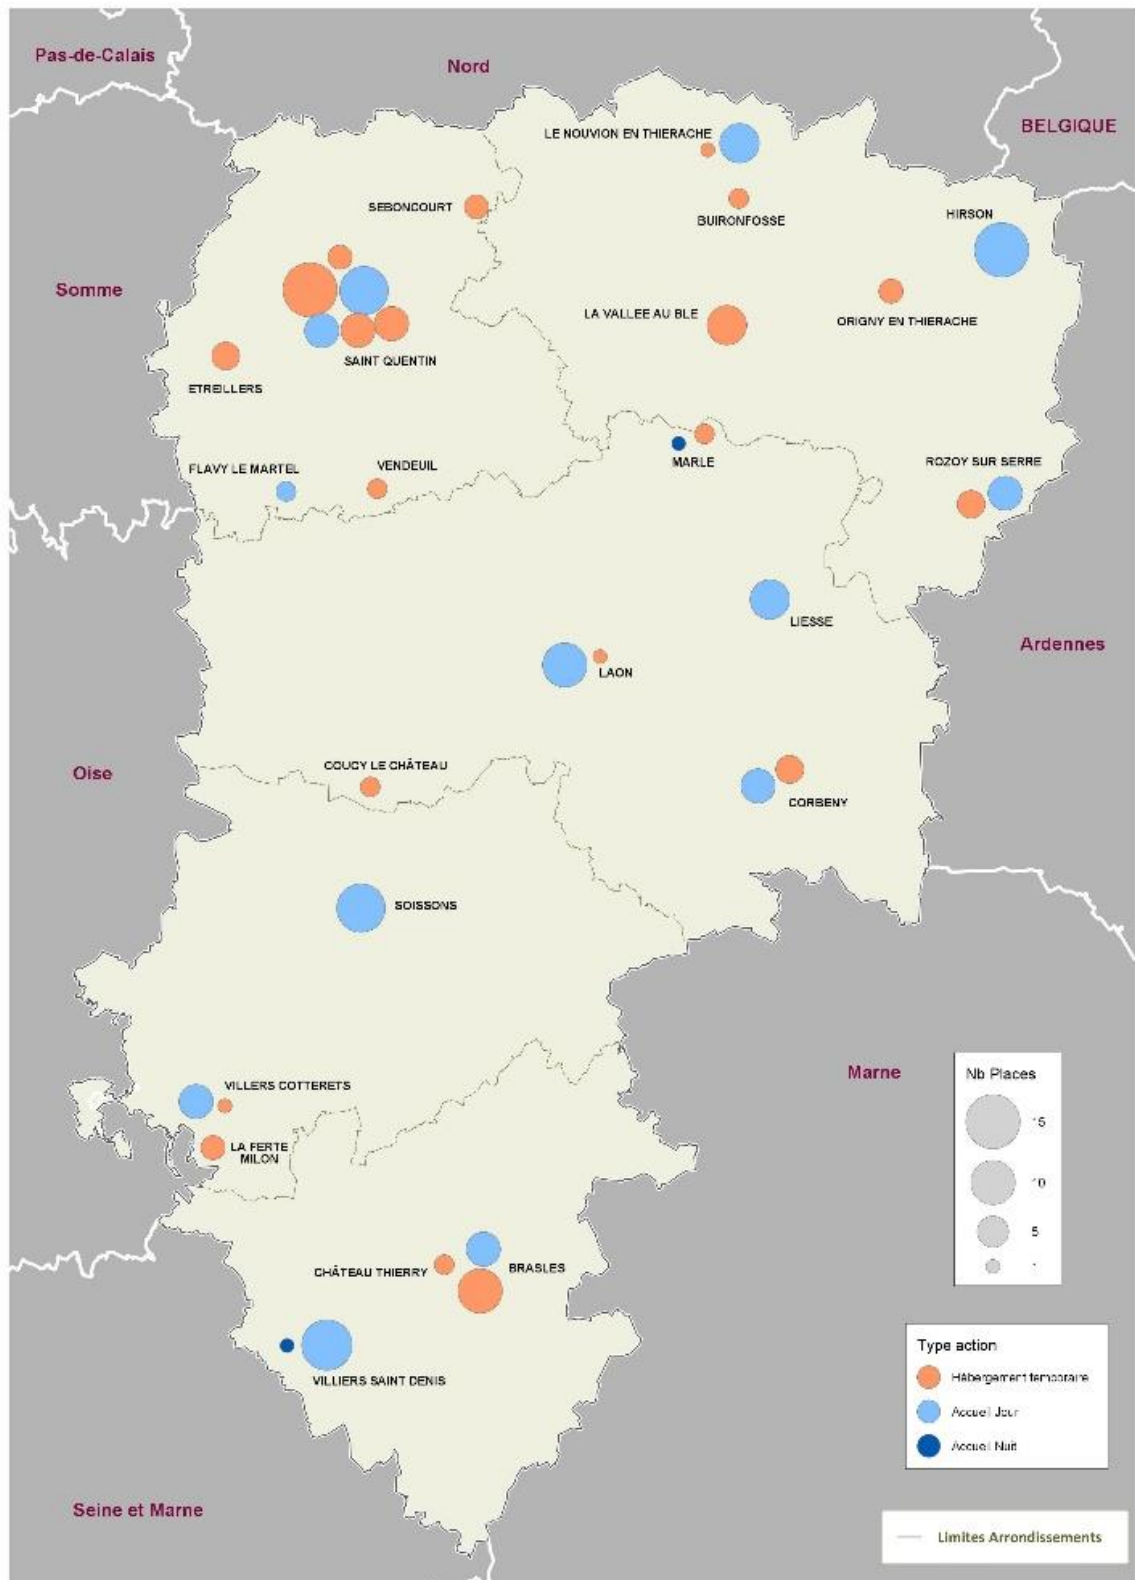 Pas-de-Calais
Nord
BELGIQUE
LE NOUVION EN THIERACHE
SEBONCOURT
BUIRONFOSSE
HIRSON
Somme
LA VALLEE AU BLE
ORIGNY EN THIERACHE
SAINT QUENTIN
ETREILLERS
FLAVY LE MARTEL
VENDEUIL
MARLE
ROZOY SUR SERRE
LIESSE
Ardennes
LAON
Oise
COUCY LE CHÂTEAU
CORBENY
SOISSONS
Marne
VILLERS COTTERETS
LA FERTE
MILON
Nb Places
15
10
5
1
CHÂTEAU THIERRY
BRASLES
VILLIERS SAINT DENIS
Type action
Hébergement temporaire
Accueil Jour
Accueil Nuit
Seine et Marne
Limites Arrondissements